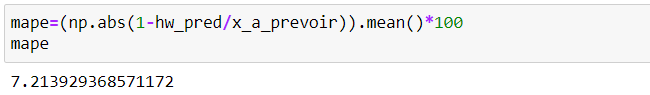 mape=(np.abs(1-hw_pred/x_a_prevoir)).mean()*100
mape
7.213929368571172